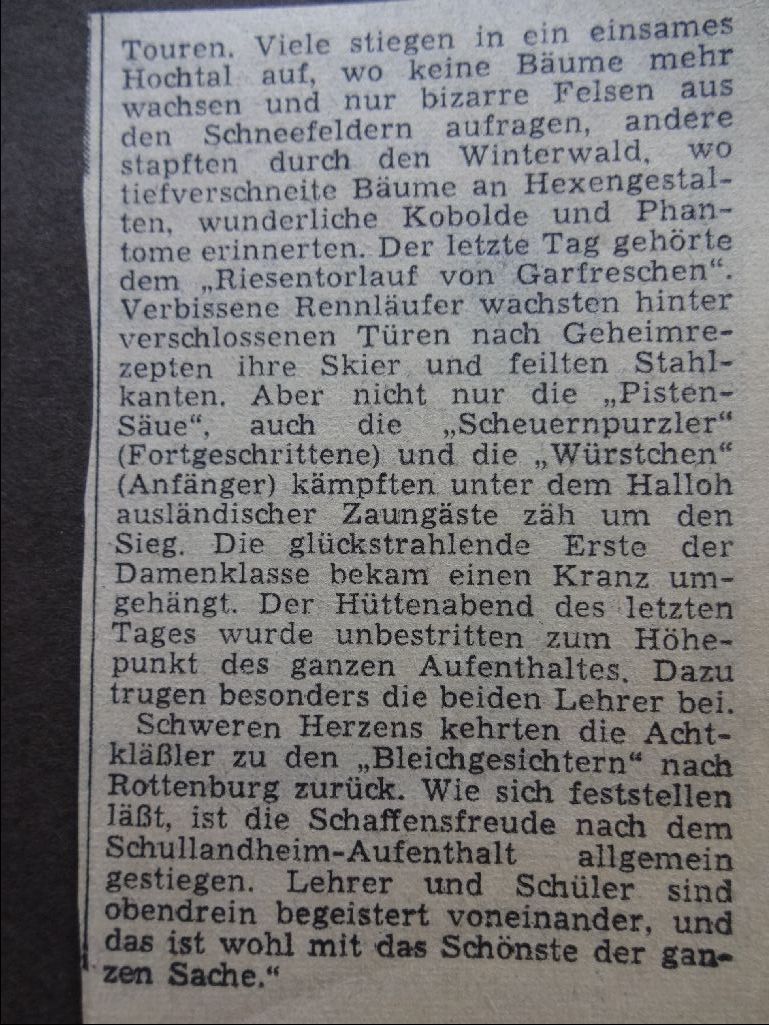 Touren. Viele stiegen in ein einsames
Hochtal auf, wo keine Bäume mehr
wachsen und nur bizarre Felsen aus
den Schneefeldern aufragen, andere
stapften durch den Winterwald, wo
tiefverschneite Bäume an Hexengestal-
ten, wunderliche Kobolde und Phan-
tome erinnerten. Der letzte Tag gehörte
dem „Riesentorlauf von Garfreschen“.
Verbissene Rennläufer wachsten hinter
verschlossenen Türen nach Geheimre-
zepten ihre Skier und feilten Stahl-
kanten. Aber nicht nur die „Pisten-
Säue“, auch die „Scheuernpurzler“
(Fortgeschrittene) und die „Würstchen“
(Anfänger) kämpften unter dem Halloh
ausländischer Zaungäste zäh um den
Sieg. Die glückstrahlende Erste der
Damenklasse bekam einen Kranz um-
gehängt. Der Hüttenabend des letzten
Tages wurde unbestritten zum Höhe-
punkt des ganzen Aufenthaltes. Dazu
trugen besonders die beiden Lehrer bei.
Schweren Herzens kehrten die Acht-
kläßler zu den „Bleichgesichtern“ nach
Rottenburg zurück. Wie sich feststellen
läßt, ist die Schaffensfreude nach dem
Schullandheim-Aufenthalt allgemein
gestiegen. Lehrer und Schüler sind
obendrein begeistert voneinander, und
das ist wohl mit das Schönste der gan-
zen Sache.“